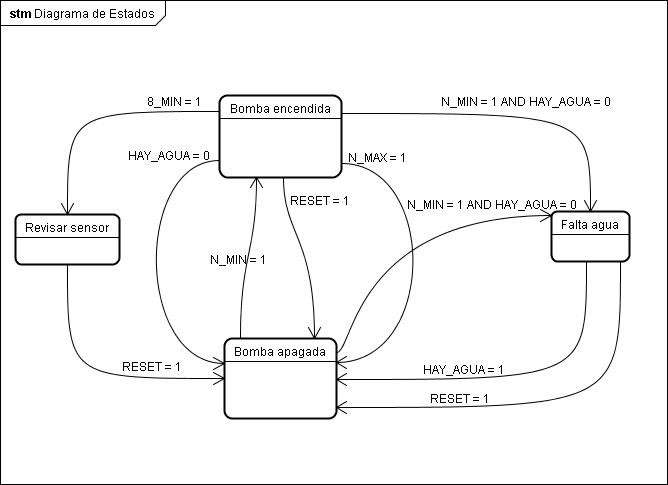 stm Diagrama de Estados
8_MIN = 1
Bomba encendida
N_MIN = 1 AND HAY_AGUA = 0
HAY_AGUA = 0
N_MAX = 1
RESET = 1
N_MIN = 1 AND HAY_AGUA = 0
Revisar sensor
Falta agua
N_MIN = 1
Bomba apagada
RESET = 1
HAY_AGUA = 1
RESET = 1